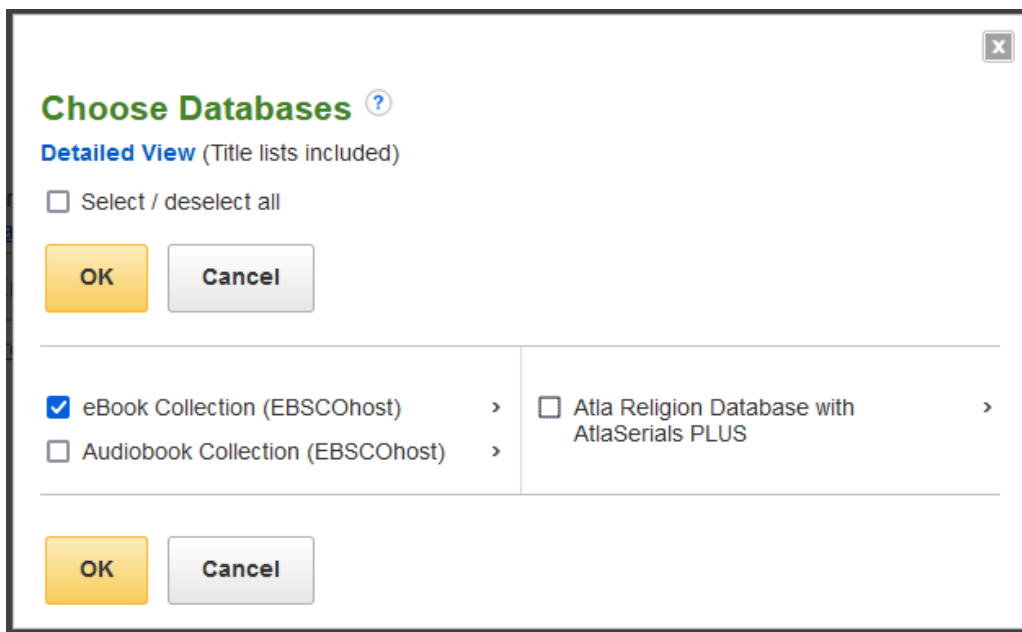 X
Choose Databases ?
Detailed View (Title lists included)
Select / deselect all
OK
Cancel
eBook Collection (EBSCOhost)
Audiobook Collection (EBSCOhost)
Atla Religion Database with
AtlaSerials PLUS
OK
Cancel